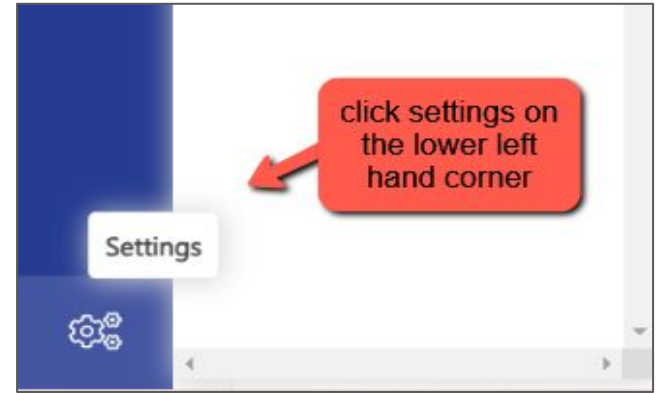 click settings on
the lower left
hand corner
Settings